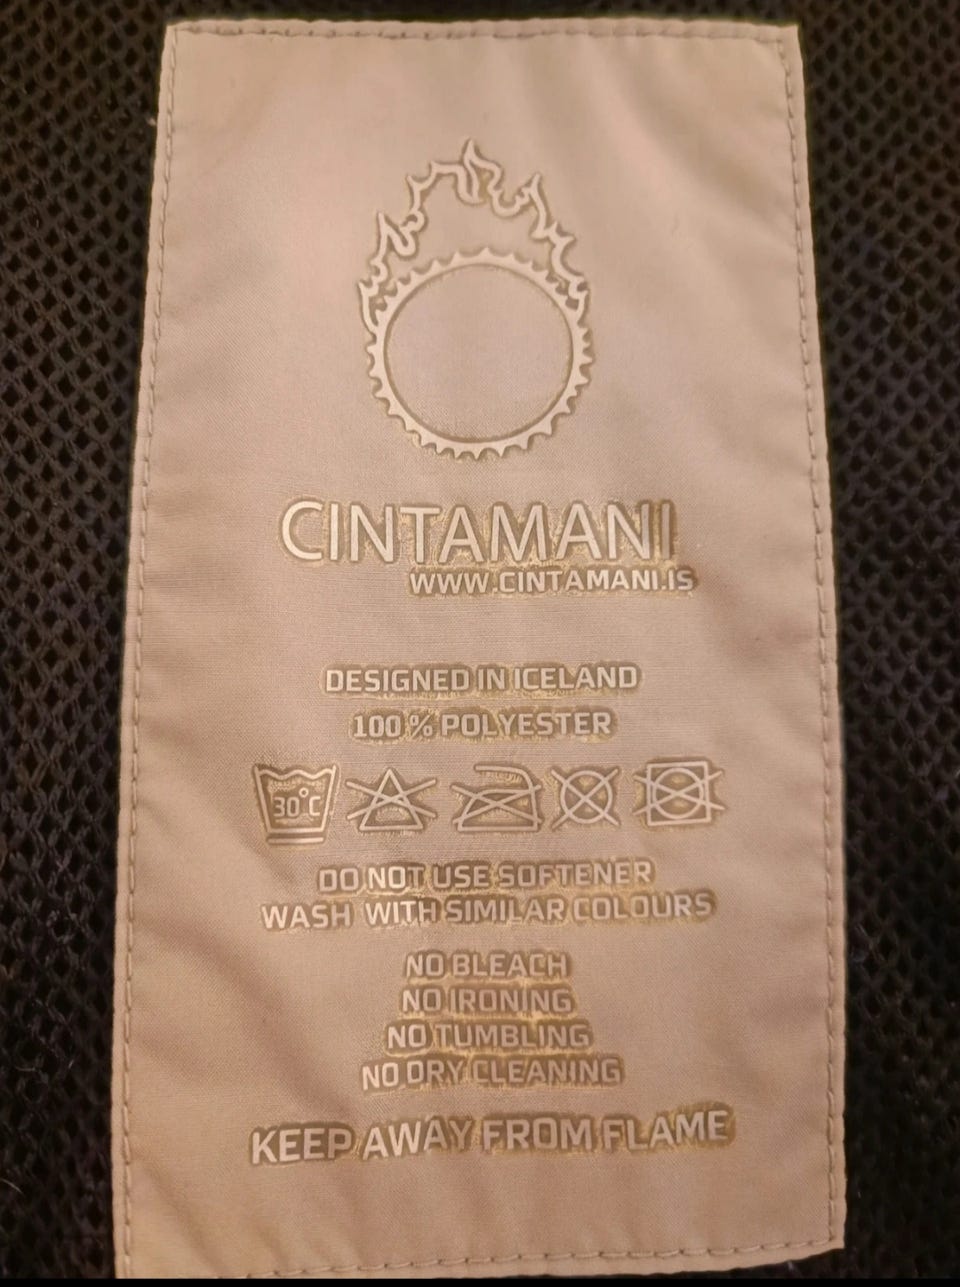 CINTAMANI
WWW.CINTAMANI.IS
DESIGNED IN ICELAND
100% POLYESTER
30°C
DO NOT USE SOFTENER
WASH WITH SIMILAR COLOURS
NO BLEACH
NO IRONING
NO TUMBLING
NO DRY CLEANING
KEEP AWAY FROM FLAME